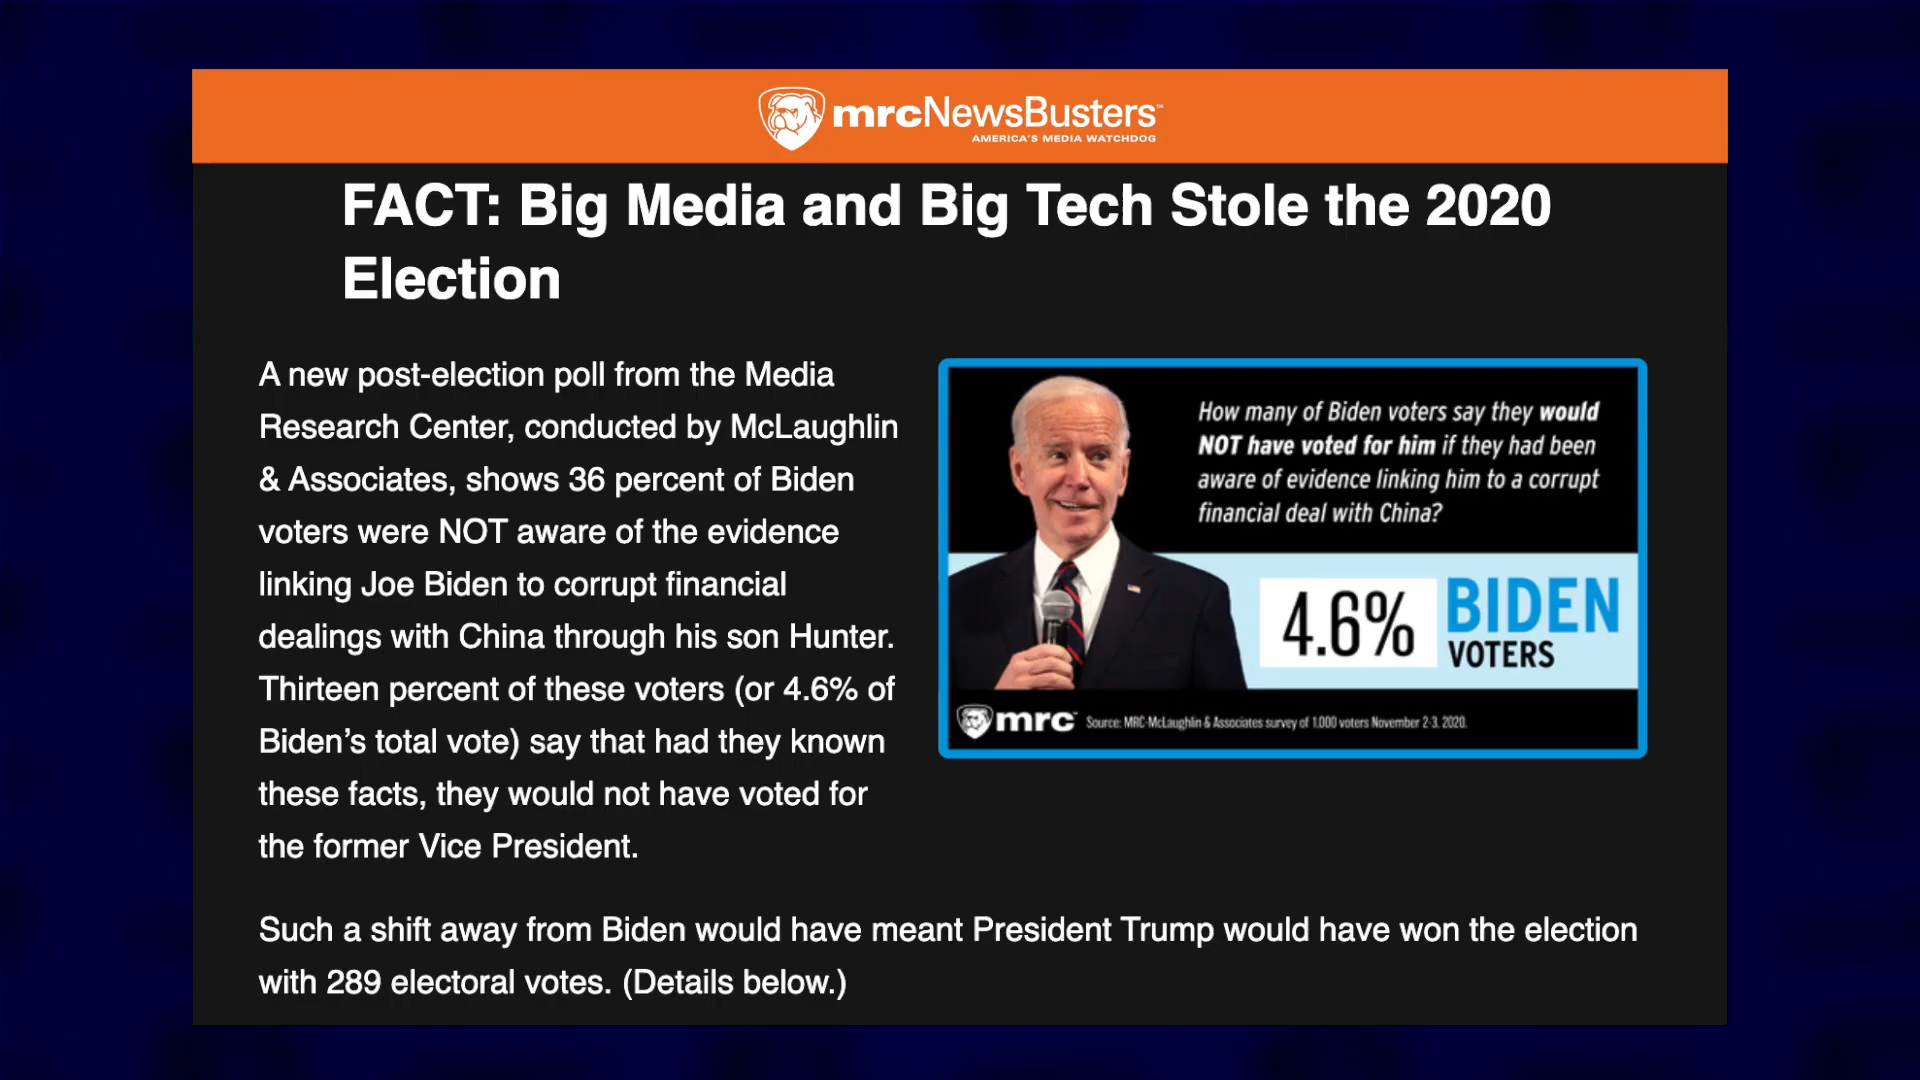 mrcNewsBusters™
AMERICA'S MEDIA WATCHDOG
FACT: Big Media and Big Tech Stole the 2020
Election
A new post-election poll from the Media
Research Center, conducted by McLaughlin
& Associates, shows 36 percent of Biden
voters were NOT aware of the evidence
linking Joe Biden to corrupt financial
dealings with China through his son Hunter.
Thirteen percent of these voters (or 4.6% of
Biden’s total vote) say that had they known
these facts, they would not have voted for
the former Vice President.
How many of Biden voters say they would
NOT have voted for him if they had been
aware of evidence linking him to a corrupt
financial deal with China?
4.6% BIDEN
VOTERS
mrc™ Source: MRC-McLaughlin & Associates survey of 1,000 voters November 2-3, 2020.
Such a shift away from Biden would have meant President Trump would have won the election
with 289 electoral votes. (Details below.)